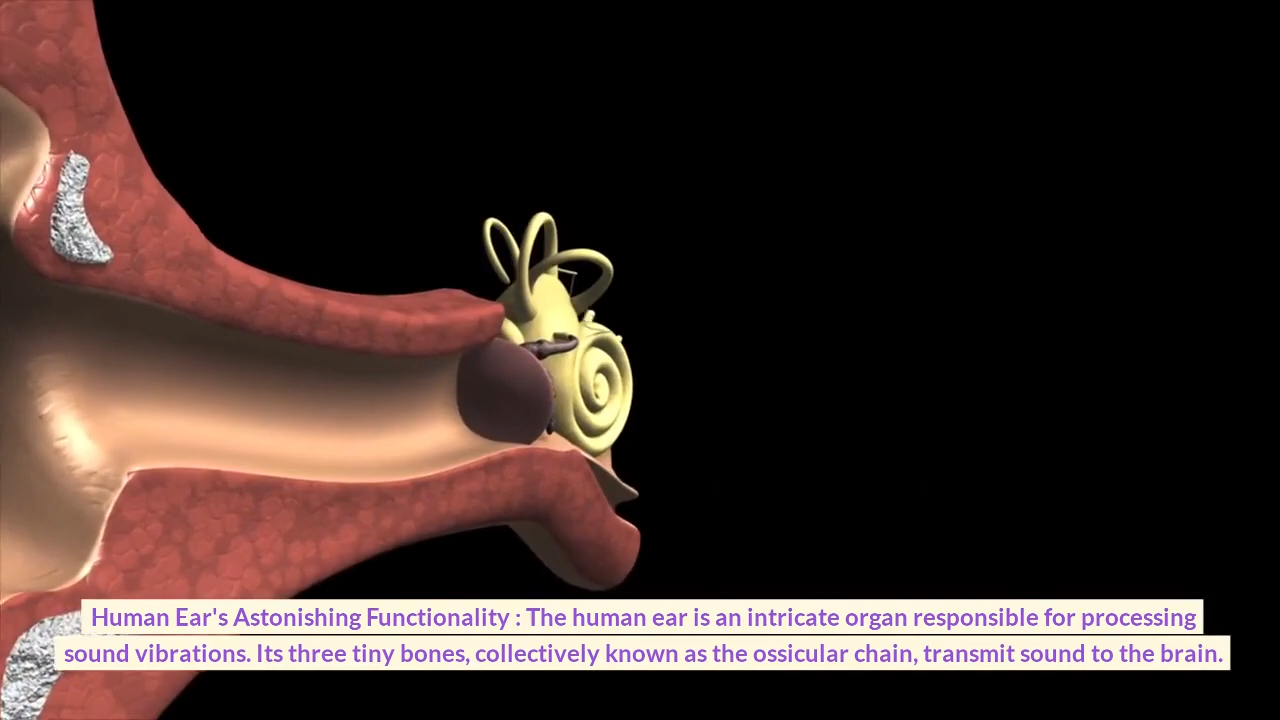 Human Ear's Astonishing Functionality : The human ear is an intricate organ responsible for processing
sound vibrations. Its three tiny bones, collectively known as the ossicular chain, transmit sound to the brain.